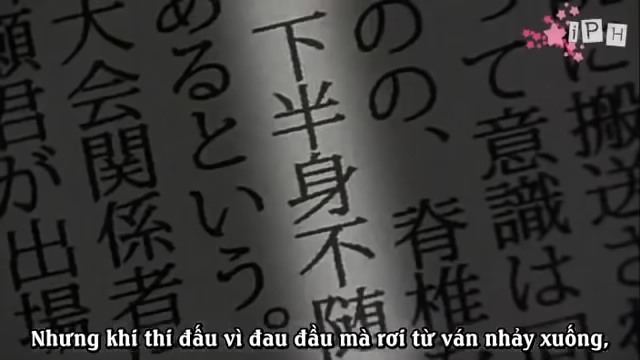 iPH
に搬送さ
って意識は
のの、脊椎
下半身不随
あるという。
大会関係者
君が出場
Nhưng khi thi đấu vì đau đầu mà rơi từ ván nhảy xuống,